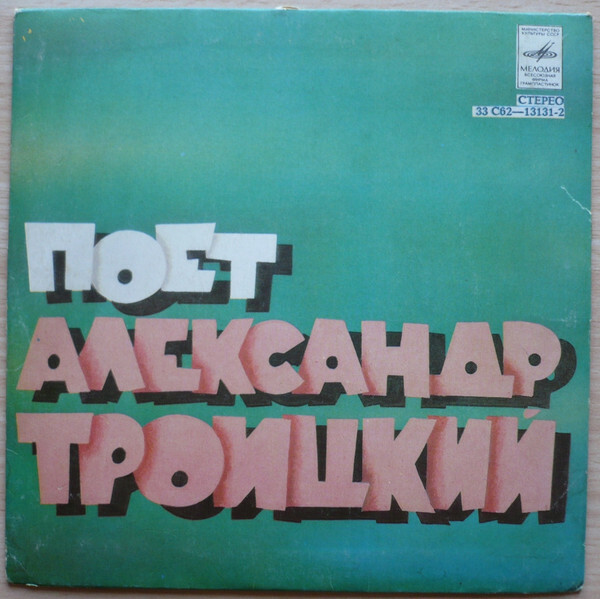 МИНИСТЕРСТВО
КУЛЬТУРЫ СССР
МЕЛОДИЯ
ВСЕСОЮЗНАЯ
ФИРМА
ГРАМПЛАСТИНОК
СТЕРЕО
33 С62—13131-2
ПОЕТ
АЛЕКСАНДР
ТРОИЦКИЙ